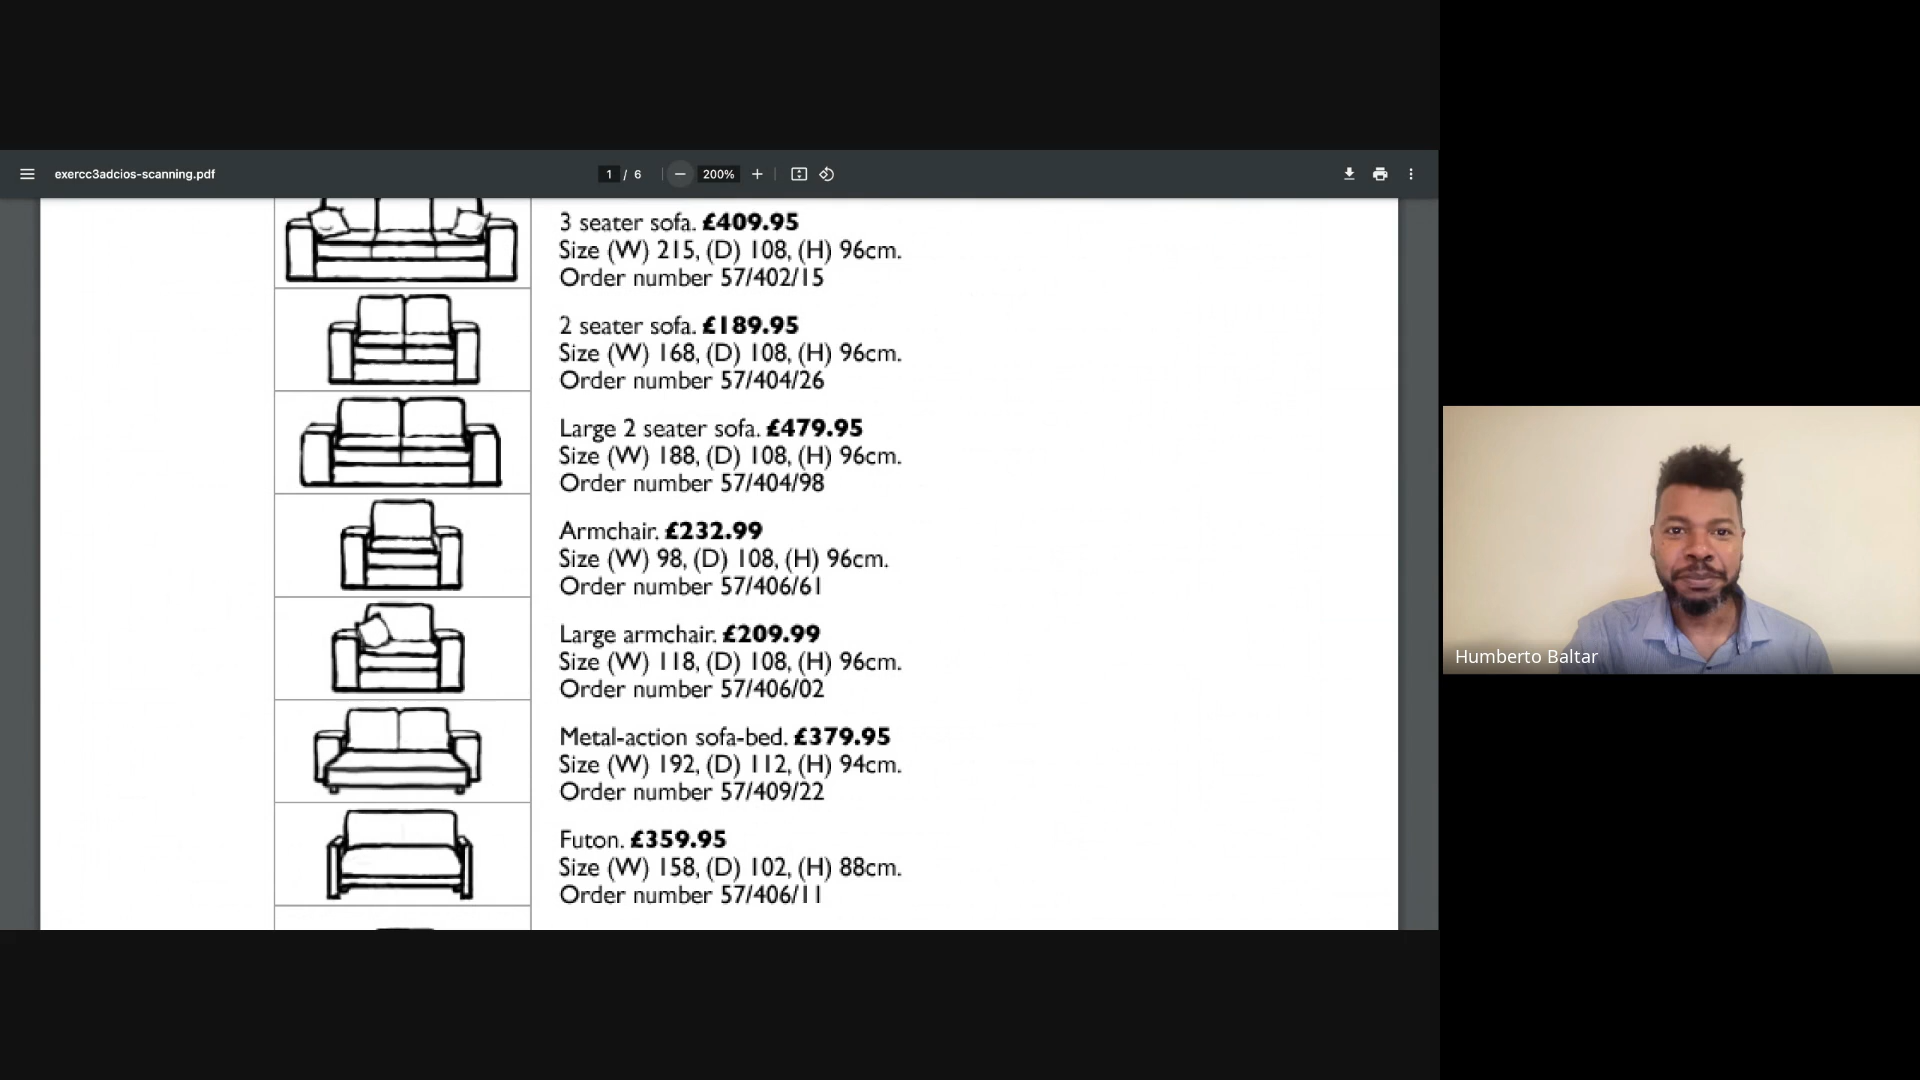 exercc3adcios-scanning.pdf
1 / 6
200%
3 seater sofa. £409.95
Size (W) 215, (D) 108, (H) 96cm.
Order number 57/402/15
2 seater sofa. £189.95
Size (W) 168, (D) 108, (H) 96cm.
Order number 57/404/26
Large 2 seater sofa. £479.95
Size (W) 188, (D) 108, (H) 96cm.
Order number 57/404/98
Armchair. £232.99
Size (W) 98, (D) 108, (H) 96cm.
Order number 57/406/61
Large armchair. £209.99
Size (W) 118, (D) 108, (H) 96cm.
Order number 57/406/02
Metal-action sofa-bed. £379.95
Size (W) 192, (D) 112, (H) 94cm.
Order number 57/409/22
Futon. £359.95
Size (W) 158, (D) 102, (H) 88cm.
Order number 57/406/11
Humberto Baltar